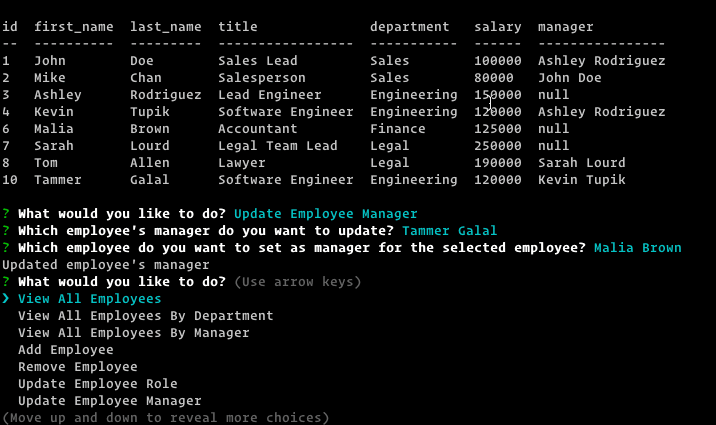 id  first_name  last_name  title              department   salary  manager
--  ----------  ---------  -----------------  -----------  ------  ----------------
1   John        Doe        Sales Lead         Sales        100000  Ashley Rodriguez
2   Mike        Chan       Salesperson        Sales        80000   John Doe
3   Ashley      Rodriguez  Lead Engineer      Engineering  150000  null
4   Kevin       Tupik      Software Engineer  Engineering  120000  Ashley Rodriguez
6   Malia       Brown      Accountant         Finance      125000  null
7   Sarah       Lourd      Legal Team Lead    Legal        250000  null
8   Tom         Allen      Lawyer             Legal        190000  Sarah Lourd
10  Tammer      Galal      Software Engineer  Engineering  120000  Kevin Tupik
? What would you like to do? Update Employee Manager
? Which employee's manager do you want to update? Tammer Galal
? Which employee do you want to set as manager for the selected employee? Malia Brown
Updated employee's manager
? What would you like to do? (Use arrow keys)
❯ View All Employees
  View All Employees By Department
  View All Employees By Manager
  Add Employee
  Remove Employee
  Update Employee Role
  Update Employee Manager
(Move up and down to reveal more choices)